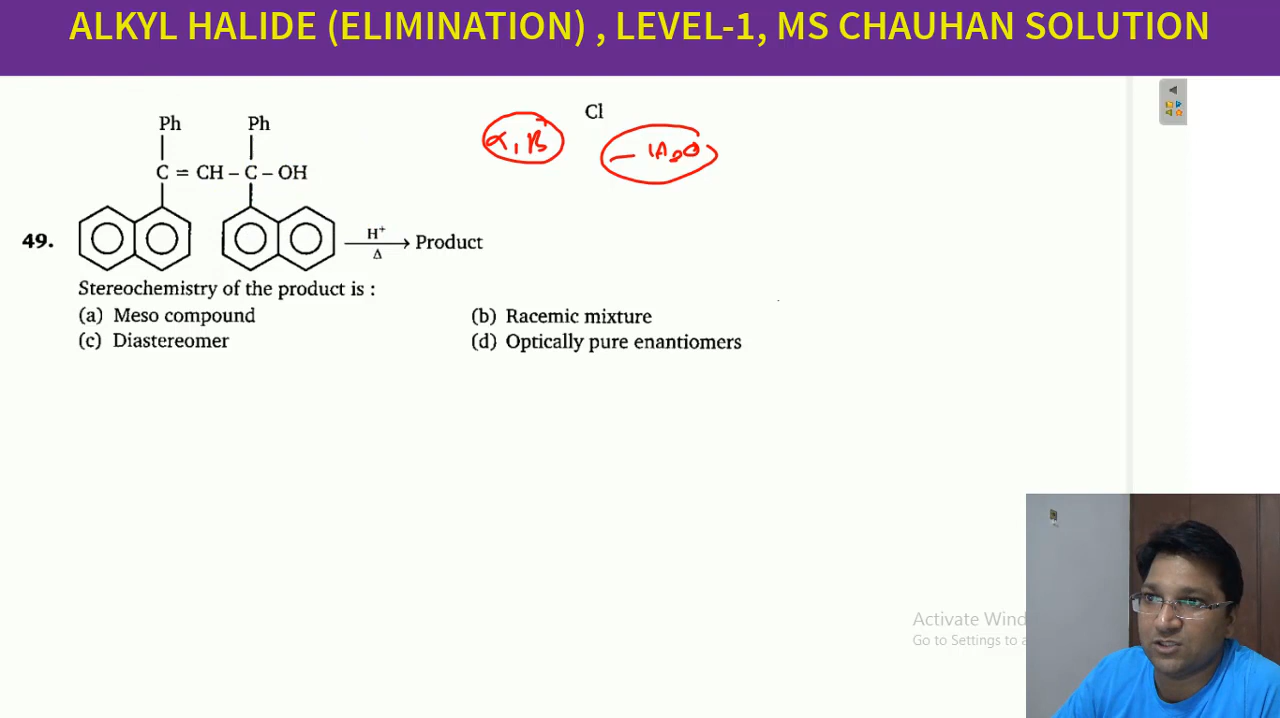 ALKYL HALIDE (ELIMINATION) , LEVEL-1, MS CHAUHAN SOLUTION
Cl
Ph Ph
α, β
– H₂O
C = CH – C – OH
49.
H⁺
Δ
Product
Stereochemistry of the product is :
(a) Meso compound (b) Racemic mixture
(c) Diastereomer (d) Optically pure enantiomers
Activate Wind
Go to Settings to a